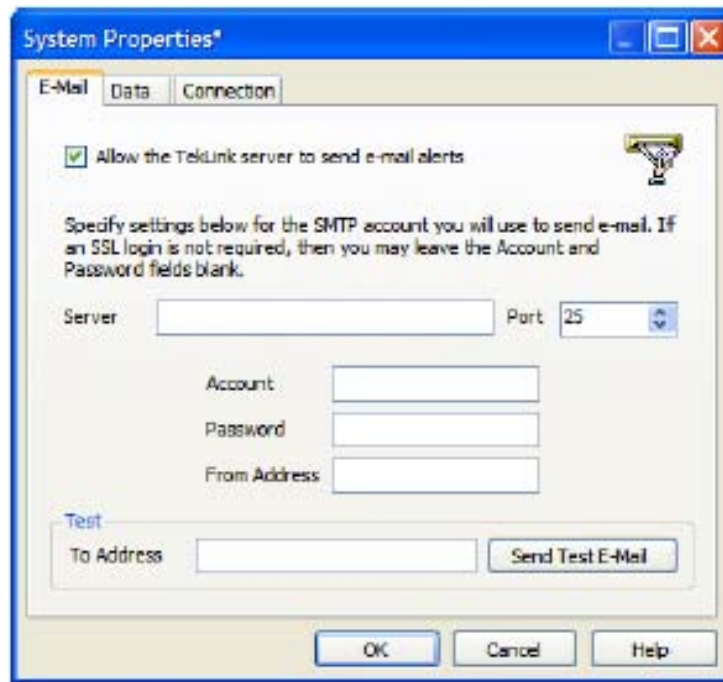 System Properties*
E-Mail Data Connection
Allow the TekLink server to send e-mail alerts
Specify settings below for the SMTP account you will use to send e-mail. If
an SSL login is not required, then you may leave the Account and
Password fields blank.
Server Port 25
Account
Password
From Address
Test
To Address Send Test E-Mail
OK Cancel Help